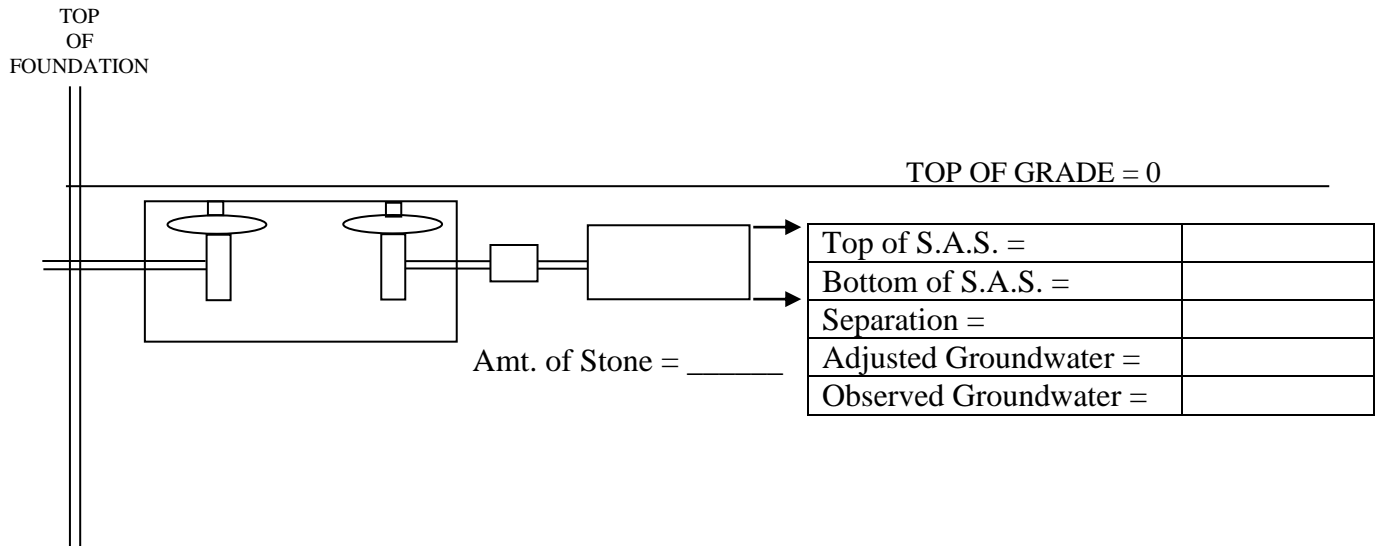 TOP
OF
FOUNDATION
TOP OF GRADE = 0
Top of S.A.S. =
Bottom of S.A.S. =
Separation =
Adjusted Groundwater =
Observed Groundwater =
Amt. of Stone = ______